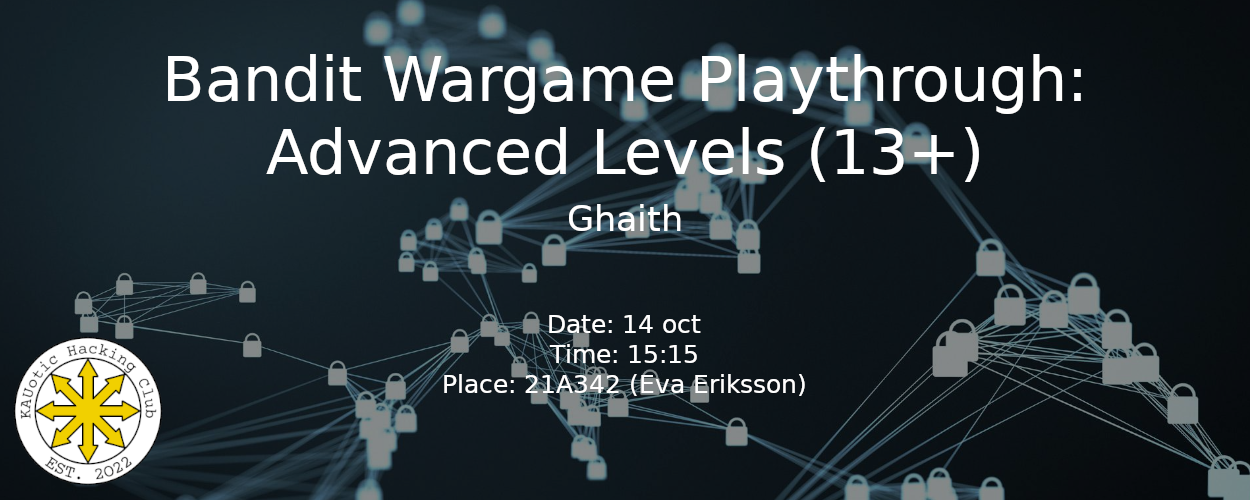 Bandit Wargame Playthrough:
Advanced Levels (13+)
Ghaith
Date: 14 oct
Time: 15:15
Place: 21A342 (Eva Eriksson)
KAUotic Hacking Club
EST. 2022